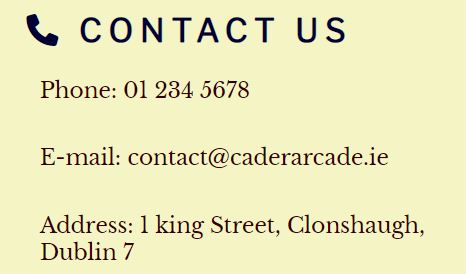 CONTACT US
Phone: 01 234 5678
E-mail: contact@caderarcade.ie
Address: 1 king Street, Clonshaugh,
Dublin 7